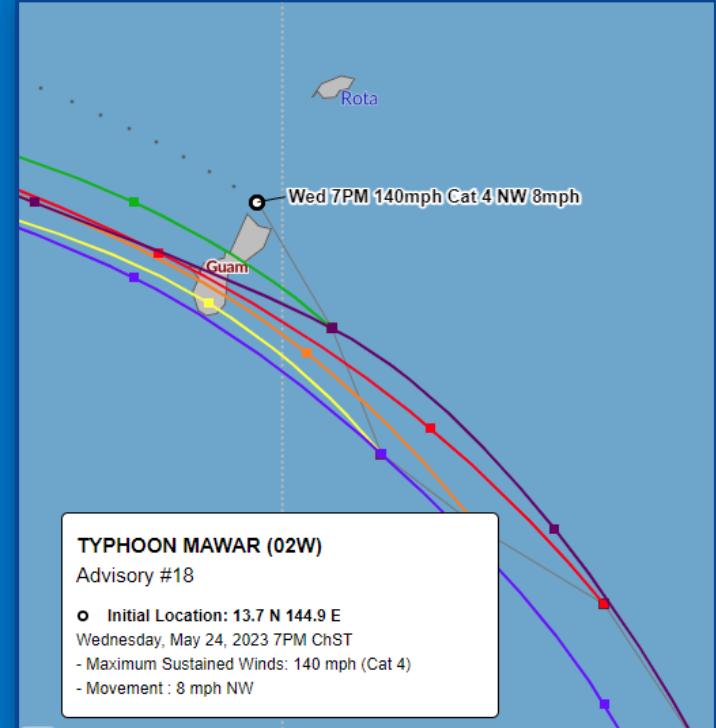 Rota
Wed 7PM 140mph Cat 4 NW 8mph
Guam
TYPHOON MAWAR (02W)
Advisory #18
Initial Location: 13.7 N 144.9 E
Wednesday, May 24, 2023 7PM ChST
- Maximum Sustained Winds: 140 mph (Cat 4)
- Movement : 8 mph NW